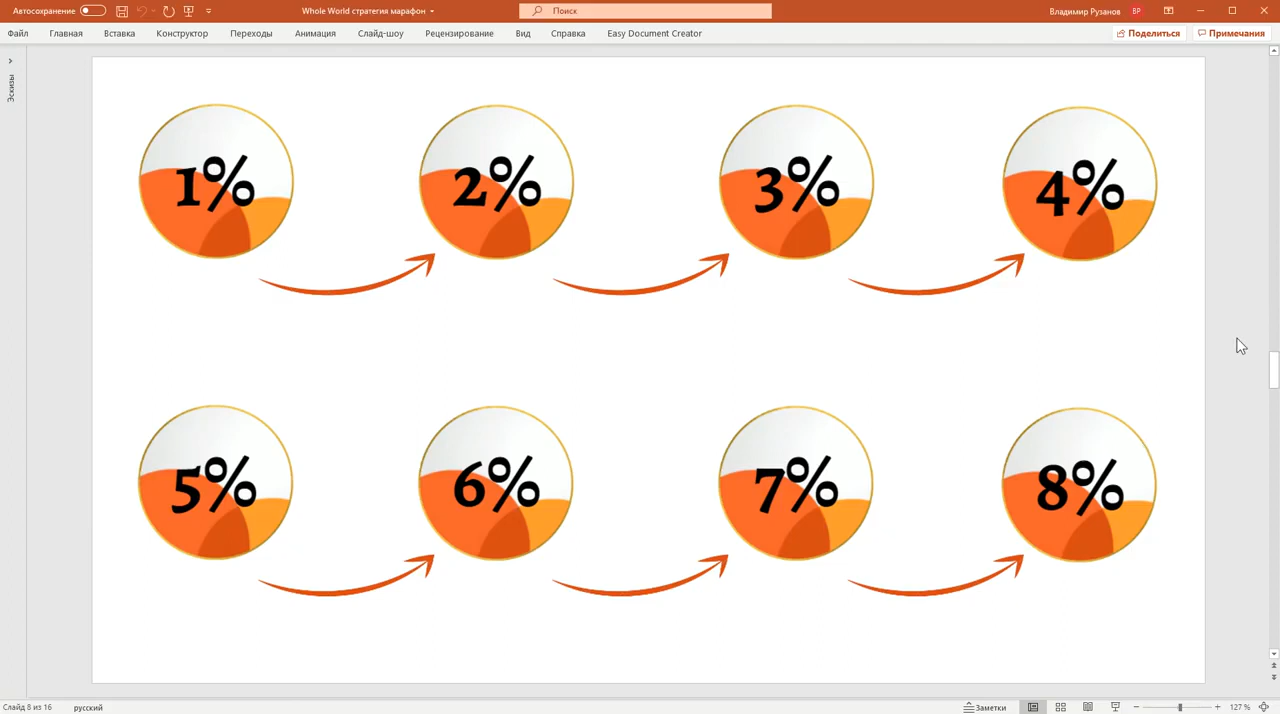 Автосохранение Whole World стратегия марафон Поиск Владимир Рузанов ВР
Файл Главная Вставка Конструктор Переходы Анимация Слайд-шоу Рецензирование Вид Справка Easy Document Creator Поделиться Примечания
Эскизы
1% 2% 3% 4%
5% 6% 7% 8%
Слайд 8 из 16 русский Заметки 127 %